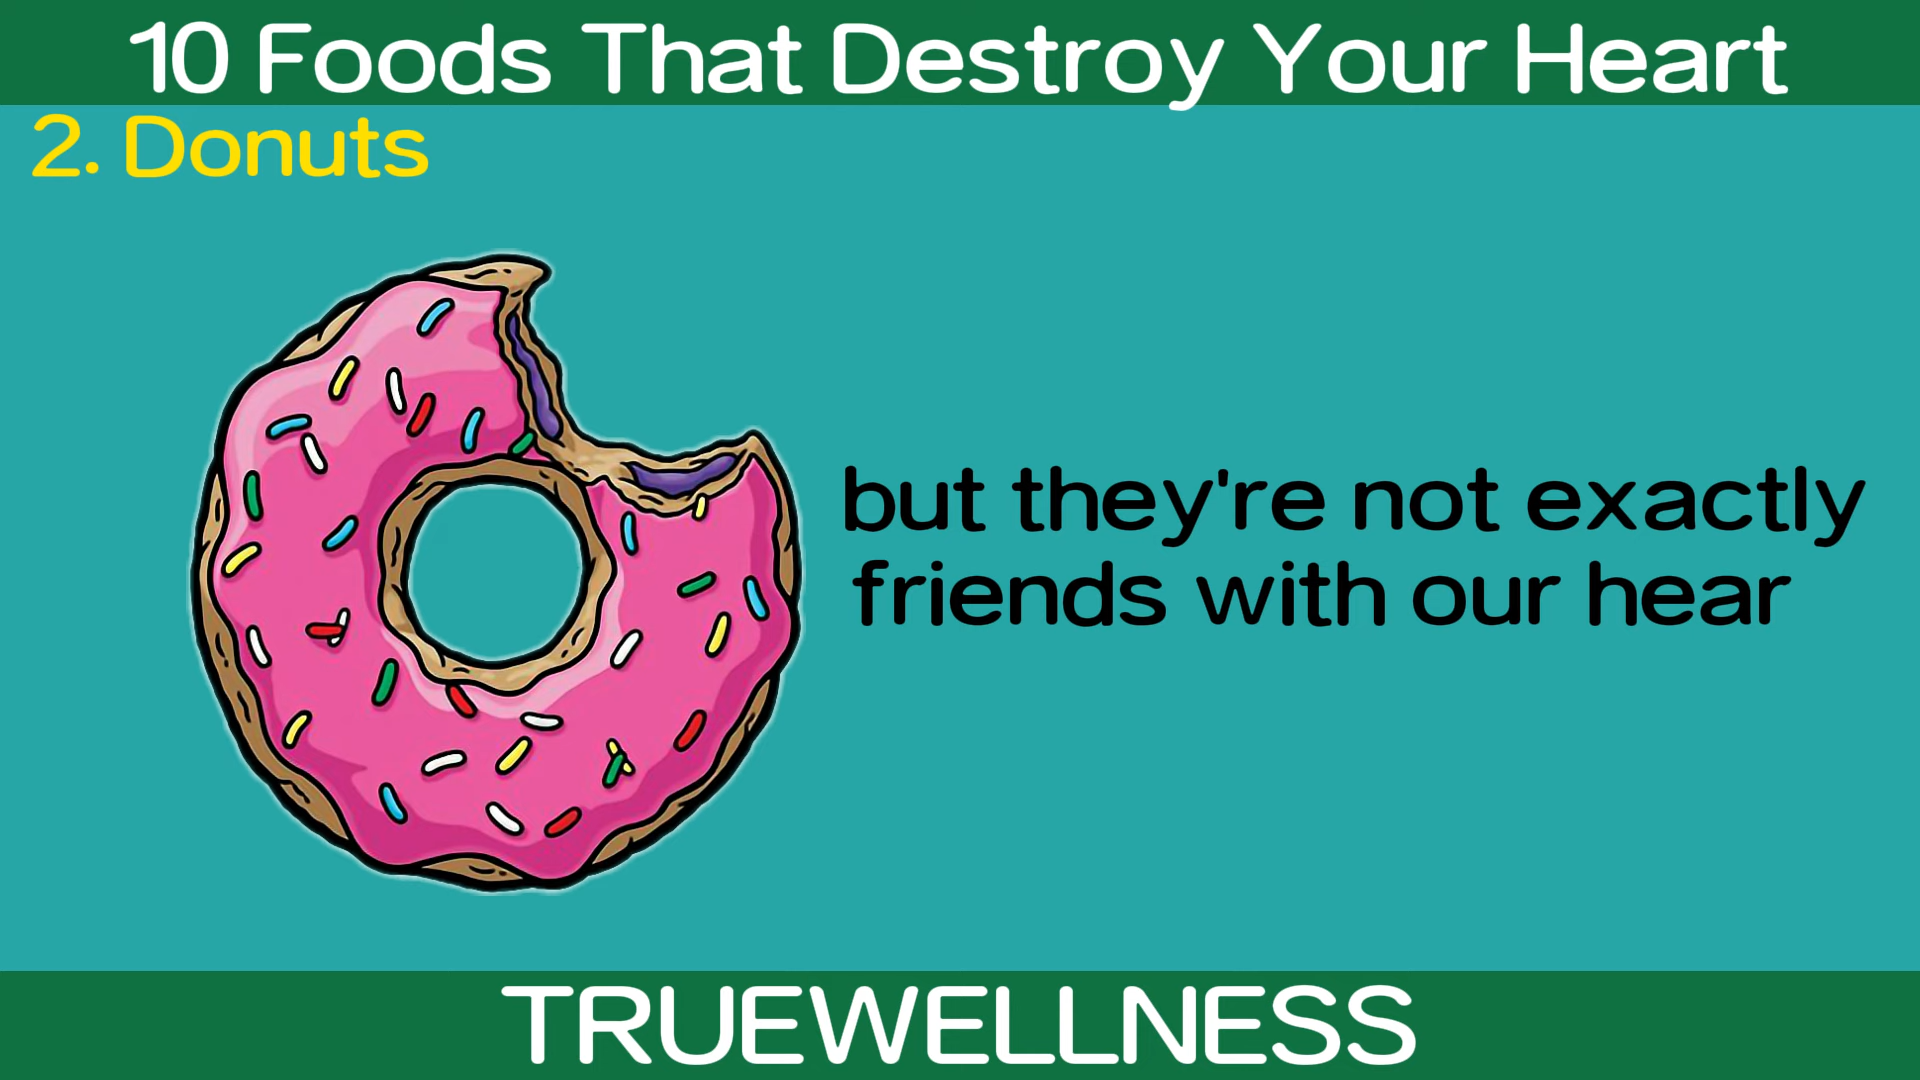 10 Foods That Destroy Your Heart
2. Donuts
but they're not exactly
friends with our hear
TRUEWELLNESS